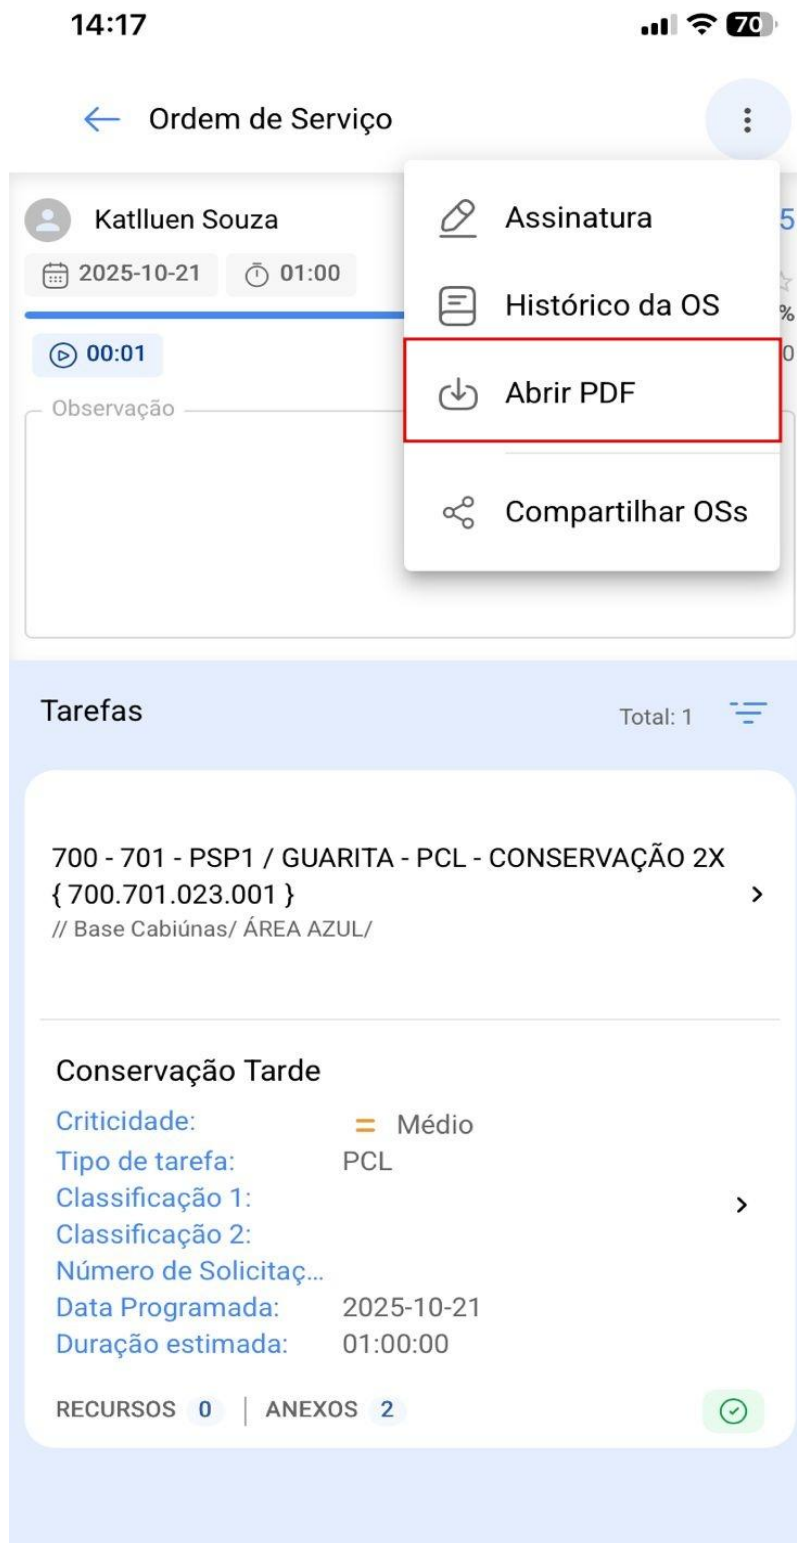 14:17
70
Ordem de Serviço
Katlluen Souza
5
2025-10-21
01:00
%
00:01
0
Assinatura
Histórico da OS
Abrir PDF
Compartilhar OSs
Observação
Tarefas
Total: 1
700 - 701 - PSP1 / GUARITA - PCL - CONSERVAÇÃO 2X
{ 700.701.023.001 }
// Base Cabiúnas/ ÁREA AZUL/
Conservação Tarde
Criticidade: = Médio
Tipo de tarefa: PCL
Classificação 1:
Classificação 2:
Número de Solicitaç...
Data Programada: 2025-10-21
Duração estimada: 01:00:00
RECURSOS 0 | ANEXOS 2